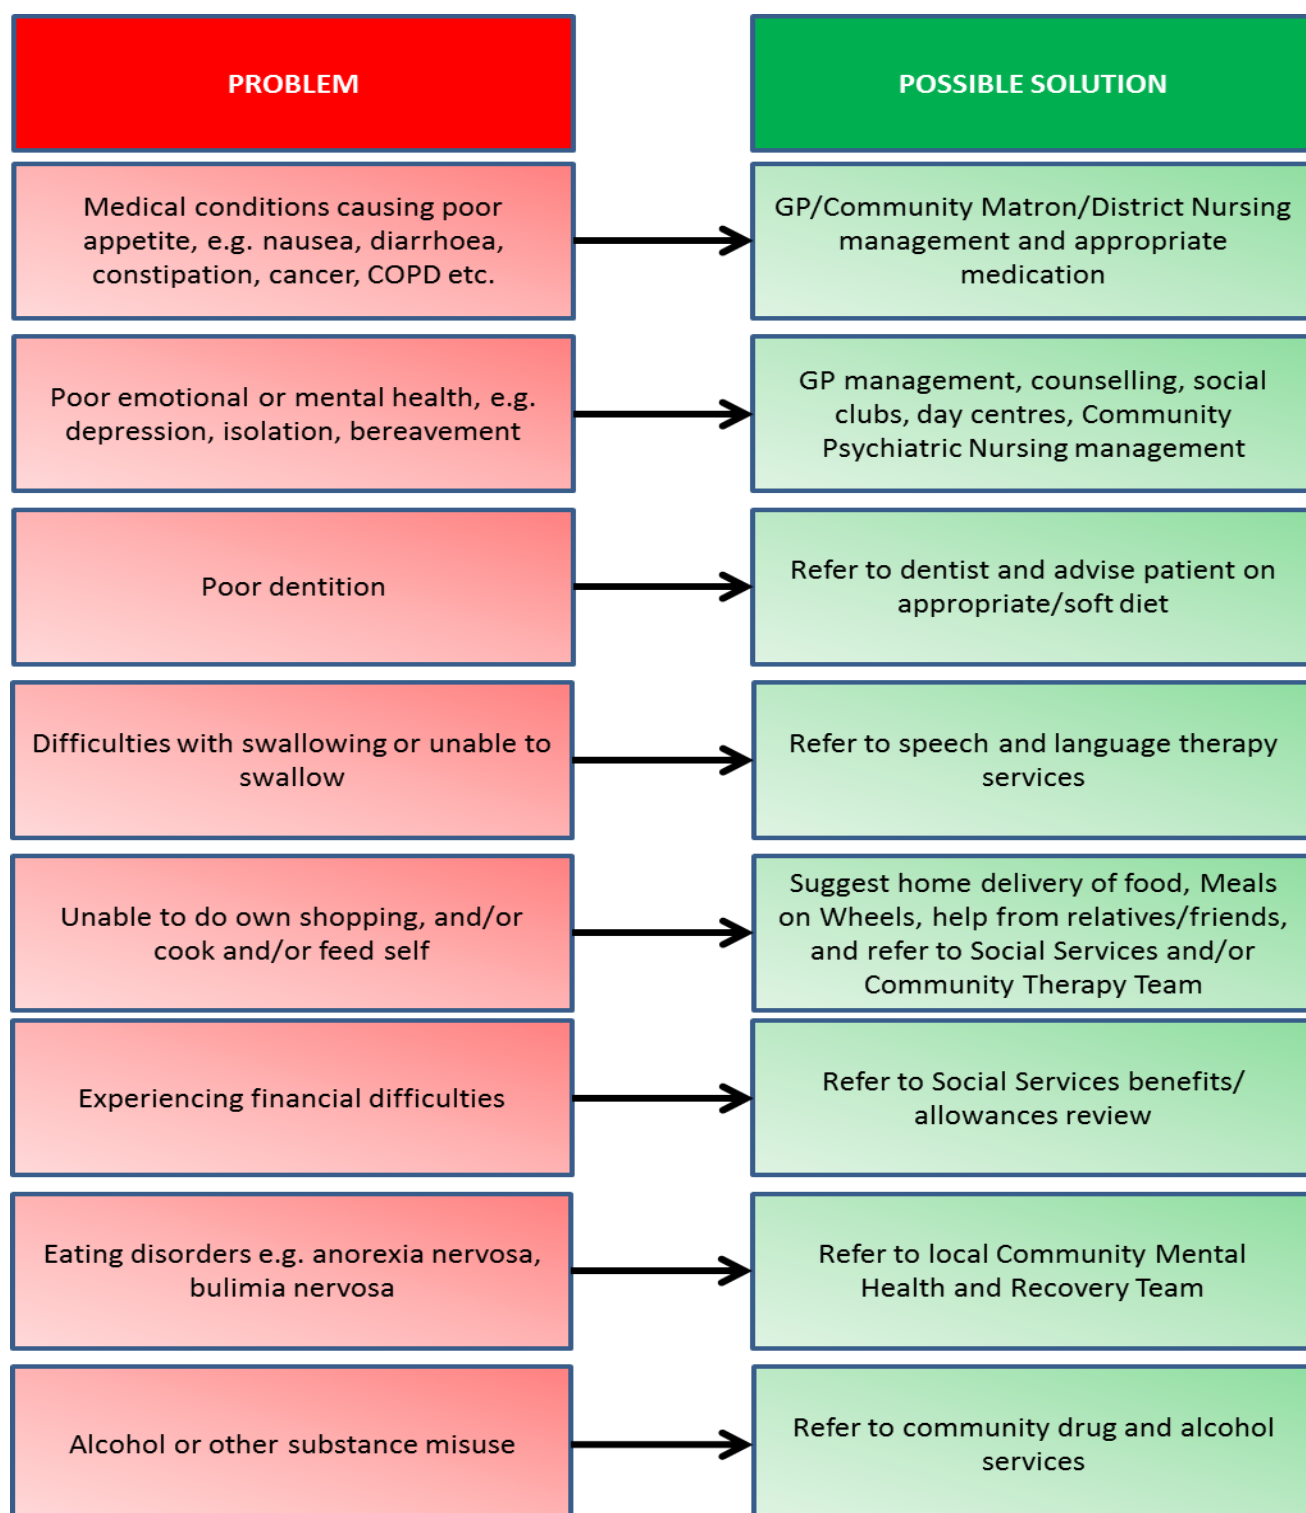 PROBLEM
POSSIBLE SOLUTION
Medical conditions causing poor
appetite, e.g. nausea, diarrhoea,
constipation, cancer, COPD etc.
GP/Community Matron/District Nursing
management and appropriate
medication
Poor emotional or mental health, e.g.
depression, isolation, bereavement
GP management, counselling, social
clubs, day centres, Community
Psychiatric Nursing management
Poor dentition
Refer to dentist and advise patient on
appropriate/soft diet
Difficulties with swallowing or unable to
swallow
Refer to speech and language therapy
services
Unable to do own shopping, and/or
cook and/or feed self
Suggest home delivery of food, Meals
on Wheels, help from relatives/friends,
and refer to Social Services and/or
Community Therapy Team
Experiencing financial difficulties
Refer to Social Services benefits/
allowances review
Eating disorders e.g. anorexia nervosa,
bulimia nervosa
Refer to local Community Mental
Health and Recovery Team
Alcohol or other substance misuse
Refer to community drug and alcohol
services